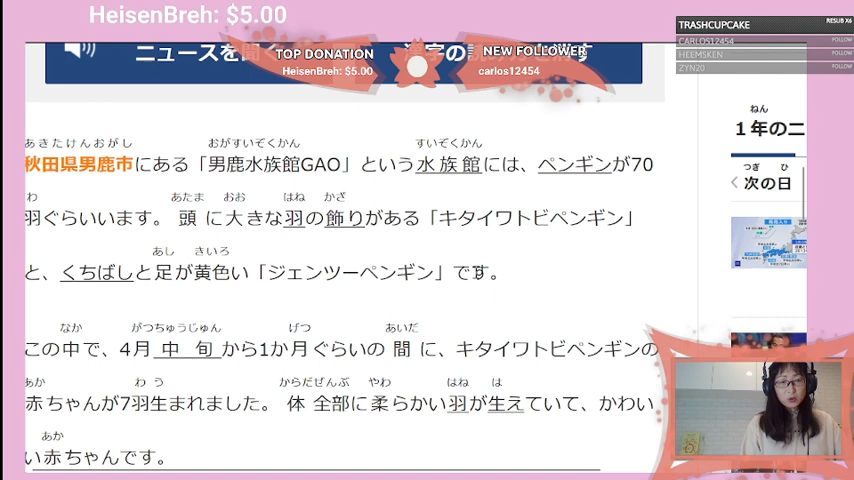 HeisenBreh: $5.00
ニュースを聞く
TOP DONATION
HeisenBreh: $5.00
NEW FOLLOWER
carlos12454
漢字の読み方を消す
TRASHCUPCAKE
RESUB X6
CARLOS12454
FOLLOW
HEEMSKEN
FOLLOW
ZYN20
FOLLOW
あきたけんおがし おがすいぞくかん すいぞくかん
秋田県男鹿市にある「男鹿水族館GAO」という水族館には、ペンギンが70
わ あたま おお はね かざ
羽ぐらいいます。頭に大きな羽の飾りがある「キタイワトビペンギン」
あし きいろ
と、くちばしと足が黄色い「ジェンツーペンギン」です。
なか がつちゅうじゅん げつ あいだ
この中で、4月中旬から1か月ぐらいの間に、キタイワトビペンギンの
あか わう からだぜんぶ やわ はね は
赤ちゃんが7羽生まれました。体全部に柔らかい羽が生えていて、かわい
あか
い赤ちゃんです。
ねん
1年のニ
つぎ ひ
次の日